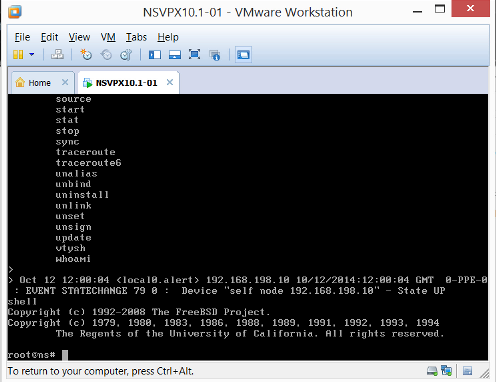 NSVPX10.1-01 - VMware Workstation
File Edit View VM Tabs Help
Home × NSVPX10.1-01 ×
source
start
stat
stop
sync
traceroute
traceroute6
unalias
unbind
uninstall
unlink
unset
unsign
update
vtysh
whoami
>
> Oct 12 12:00:04 <local0.alert> 192.168.198.10 10/12/2014:12:00:04 GMT 0-PPE-0
: EVENT STATECHANGE 79 0 : Device "self node 192.168.198.10" - State UP
shell
Copyright (c) 1992-2008 The FreeBSD Project.
Copyright (c) 1979, 1980, 1983, 1986, 1988, 1989, 1991, 1992, 1993, 1994
The Regents of the University of California. All rights reserved.
root@ns#
To return to your computer, press Ctrl+Alt.